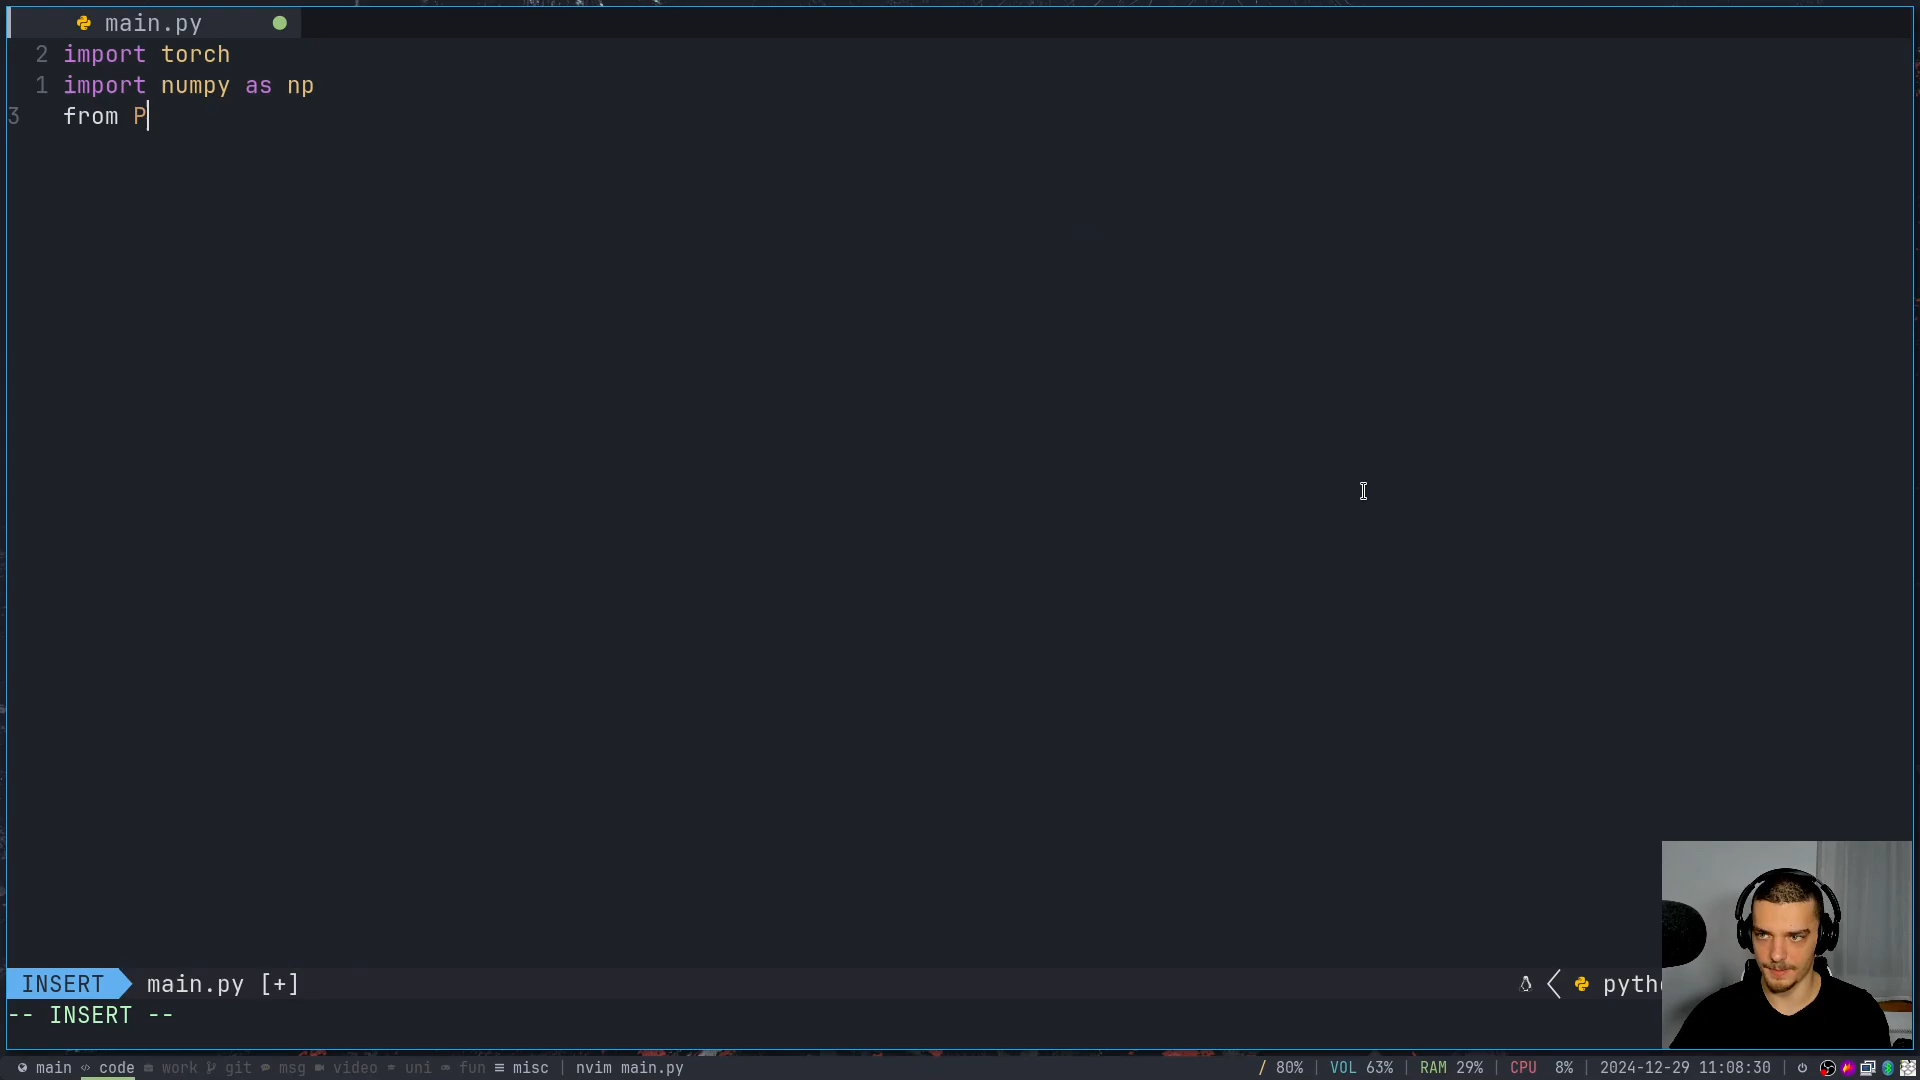 main.py
2 import torch
1 import numpy as np
3 from P
INSERT main.py [+] pyth
-- INSERT --
main code work git msg video uni fun misc | nvim main.py / 80% | VOL 63% | RAM 29% | CPU 8% | 2024-12-29 11:08:30 |